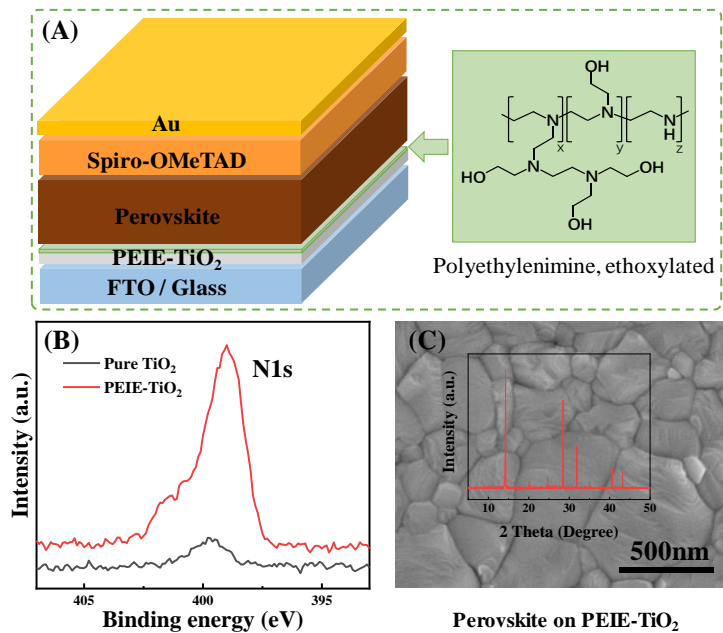 (A)
Au
Spiro-OMeTAD
Perovskite
PEIE-TiO₂
FTO / Glass
OH
N
N
N
H
x
y
z
N
HO
N
OH
OH
Polyethylenimine, ethoxylated
(B)
Pure TiO₂
PEIE-TiO₂
N1s
Intensity (a.u.)
405
400
395
Binding energy (eV)
(C)
Intensity (a.u.)
10
20
30
40
50
2 Theta (Degree)
500nm
Perovskite on PEIE-TiO₂